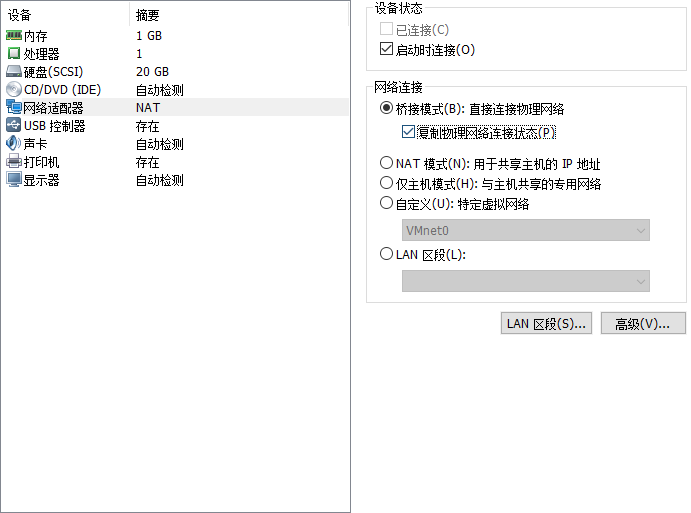 设备 摘要
内存 1 GB
处理器 1
硬盘(SCSI) 20 GB
CD/DVD (IDE) 自动检测
网络适配器 NAT
USB 控制器 存在
声卡 自动检测
打印机 存在
显示器 自动检测
设备状态
已连接(C)
启动时连接(O)
网络连接
桥接模式(B): 直接连接物理网络
复制物理网络连接状态(P)
NAT 模式(N): 用于共享主机的 IP 地址
仅主机模式(H): 与主机共享的专用网络
自定义(U): 特定虚拟网络
VMnet0
LAN 区段(L):
LAN 区段(S)... 高级(V)...